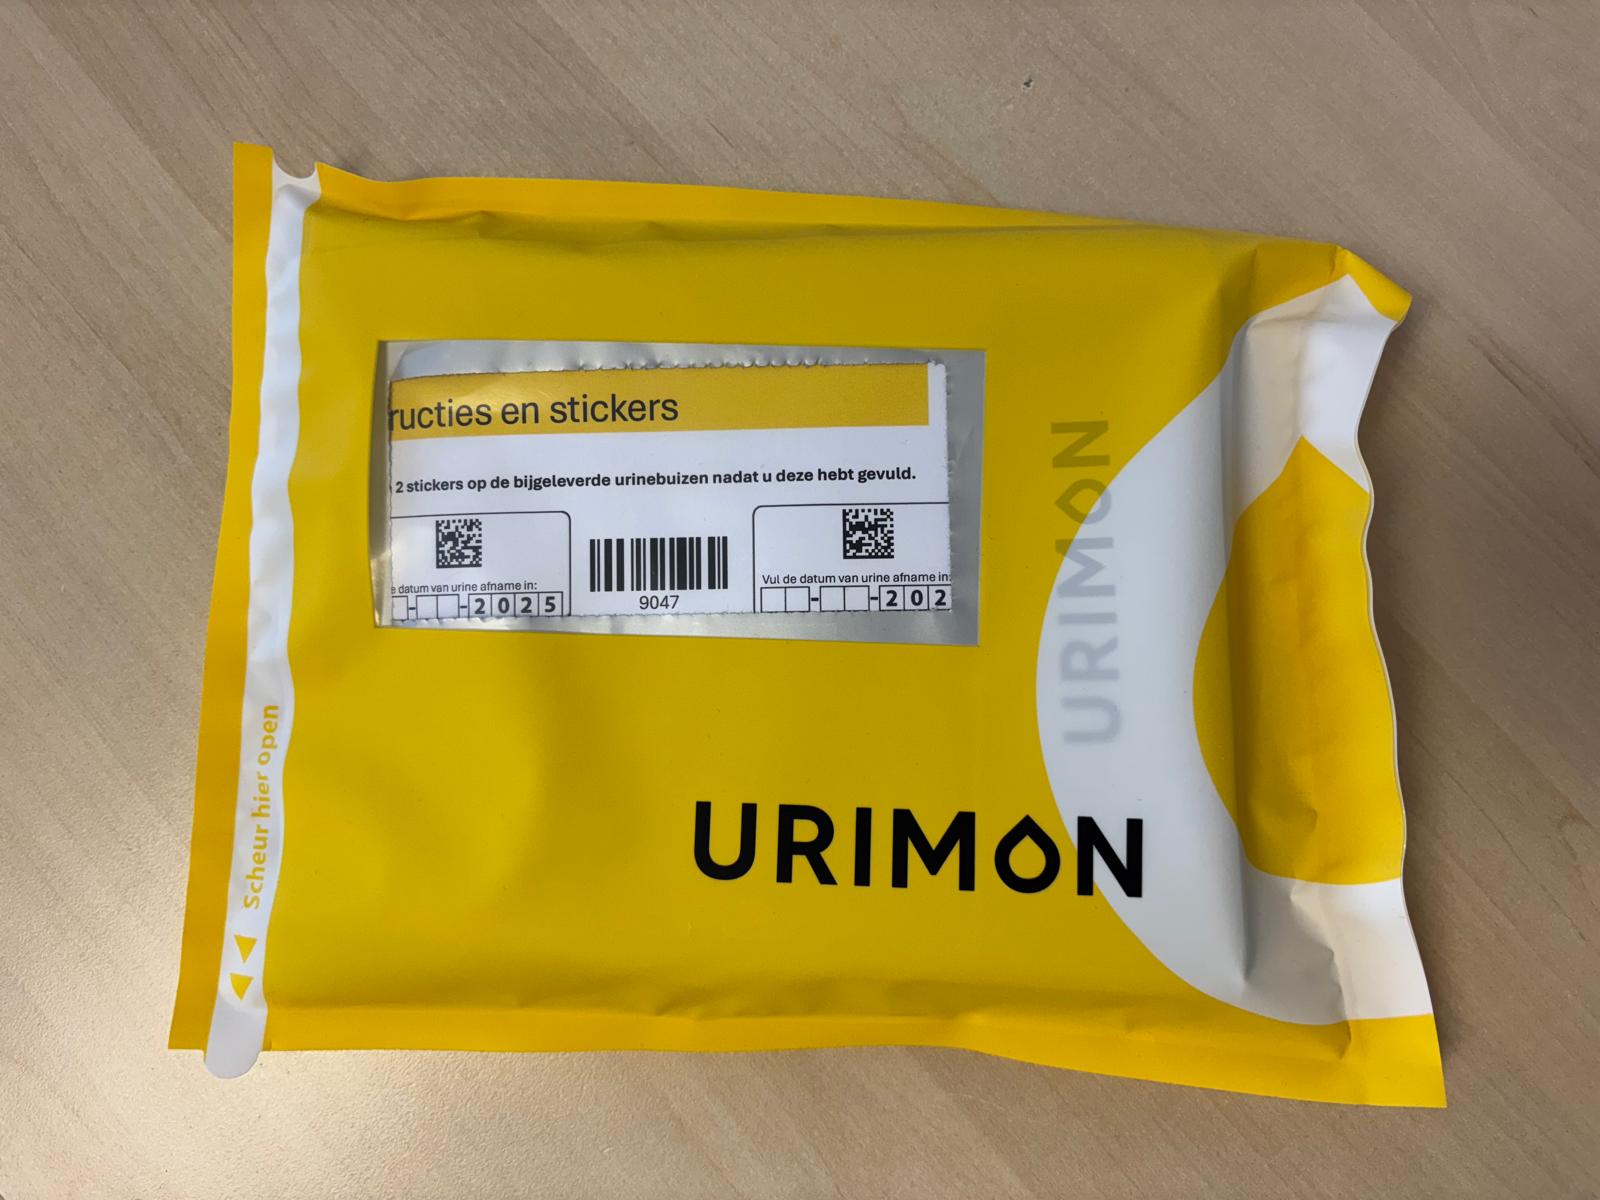 ructies en stickers
2 stickers op de bijgeleverde urinebuizen nadat u deze hebt gevuld.
datum van urine afname in:
- -2025
9047
Vul de datum van urine afname in:
- -202
URIMON
URIMON
Scheur hier open